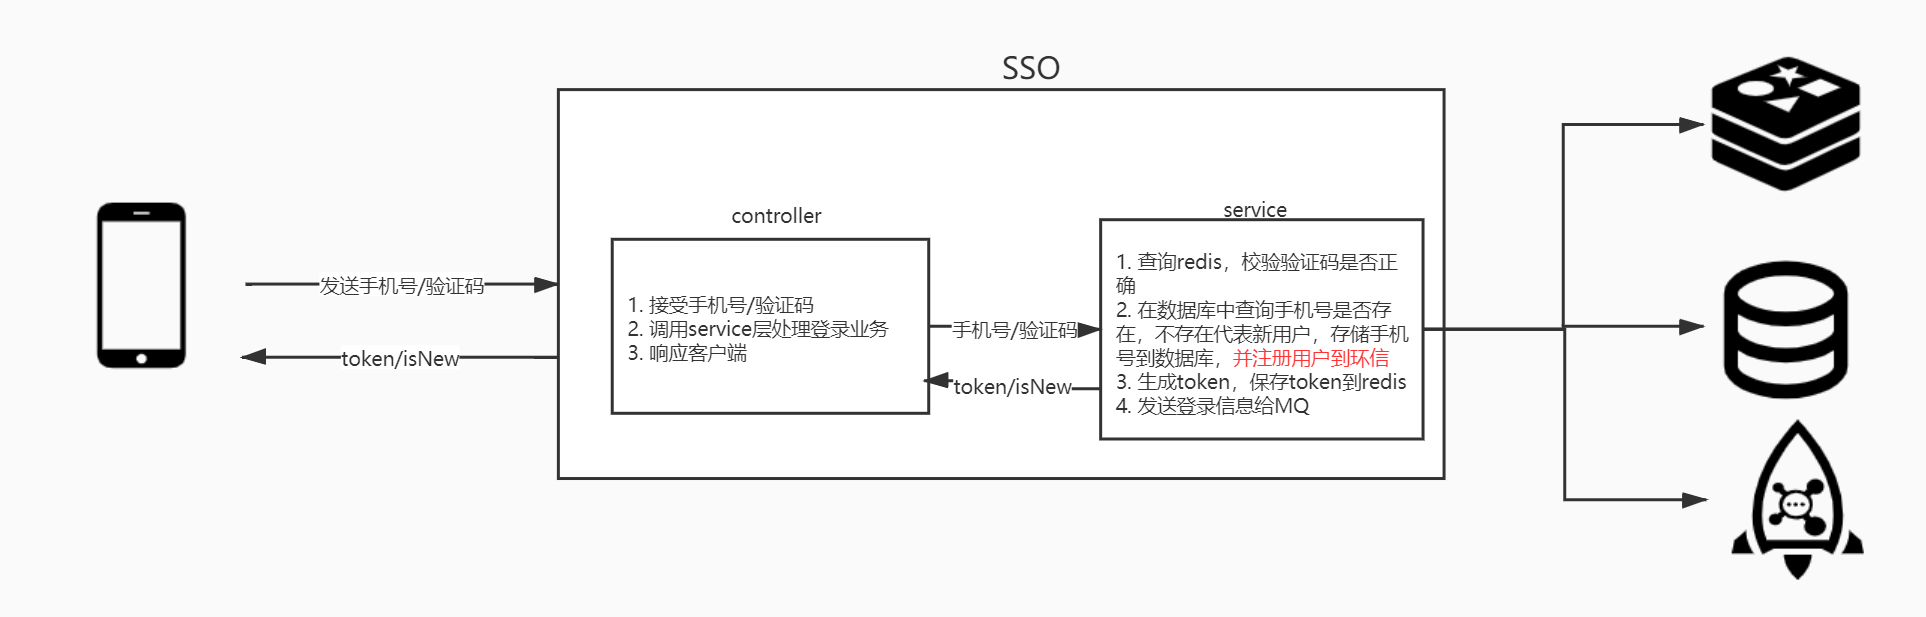 SSO
controller
service
发送手机号/验证码
token/isNew
1. 接受手机号/验证码
2. 调用service层处理登录业务
3. 响应客户端
手机号/验证码
token/isNew
1. 查询redis，校验验证码是否正
确
2. 在数据库中查询手机号是否存
在，不存在代表新用户，存储手机
号到数据库，并注册用户到环信
3. 生成token，保存token到redis
4. 发送登录信息给MQ